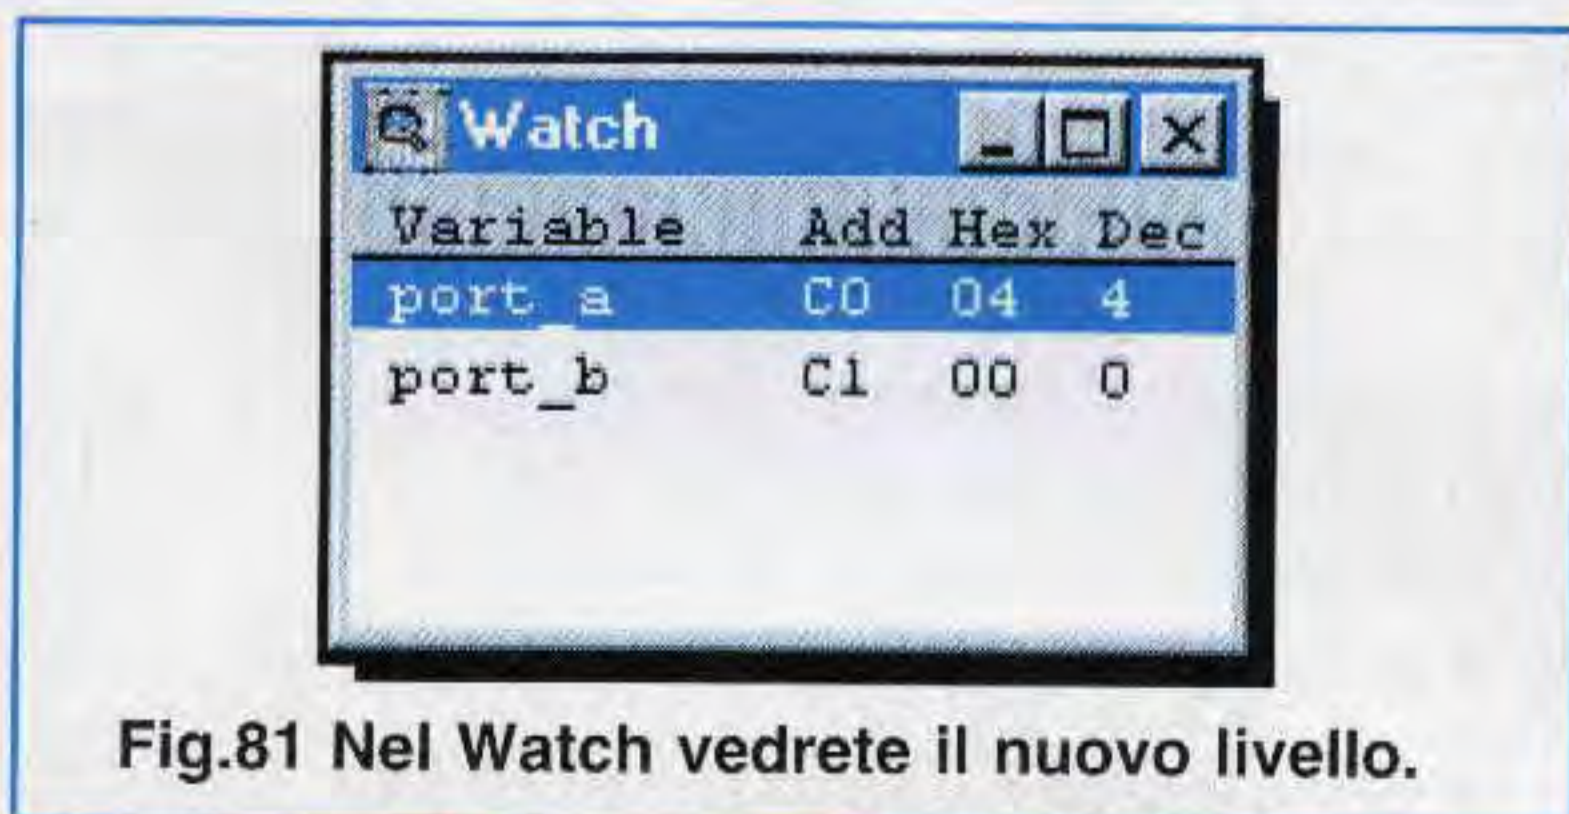 Watch
Variable Add Hex Dec
port_a C0 04 4
port_b C1 00 0
Fig.81 Nel Watch vedrete il nuovo livello.